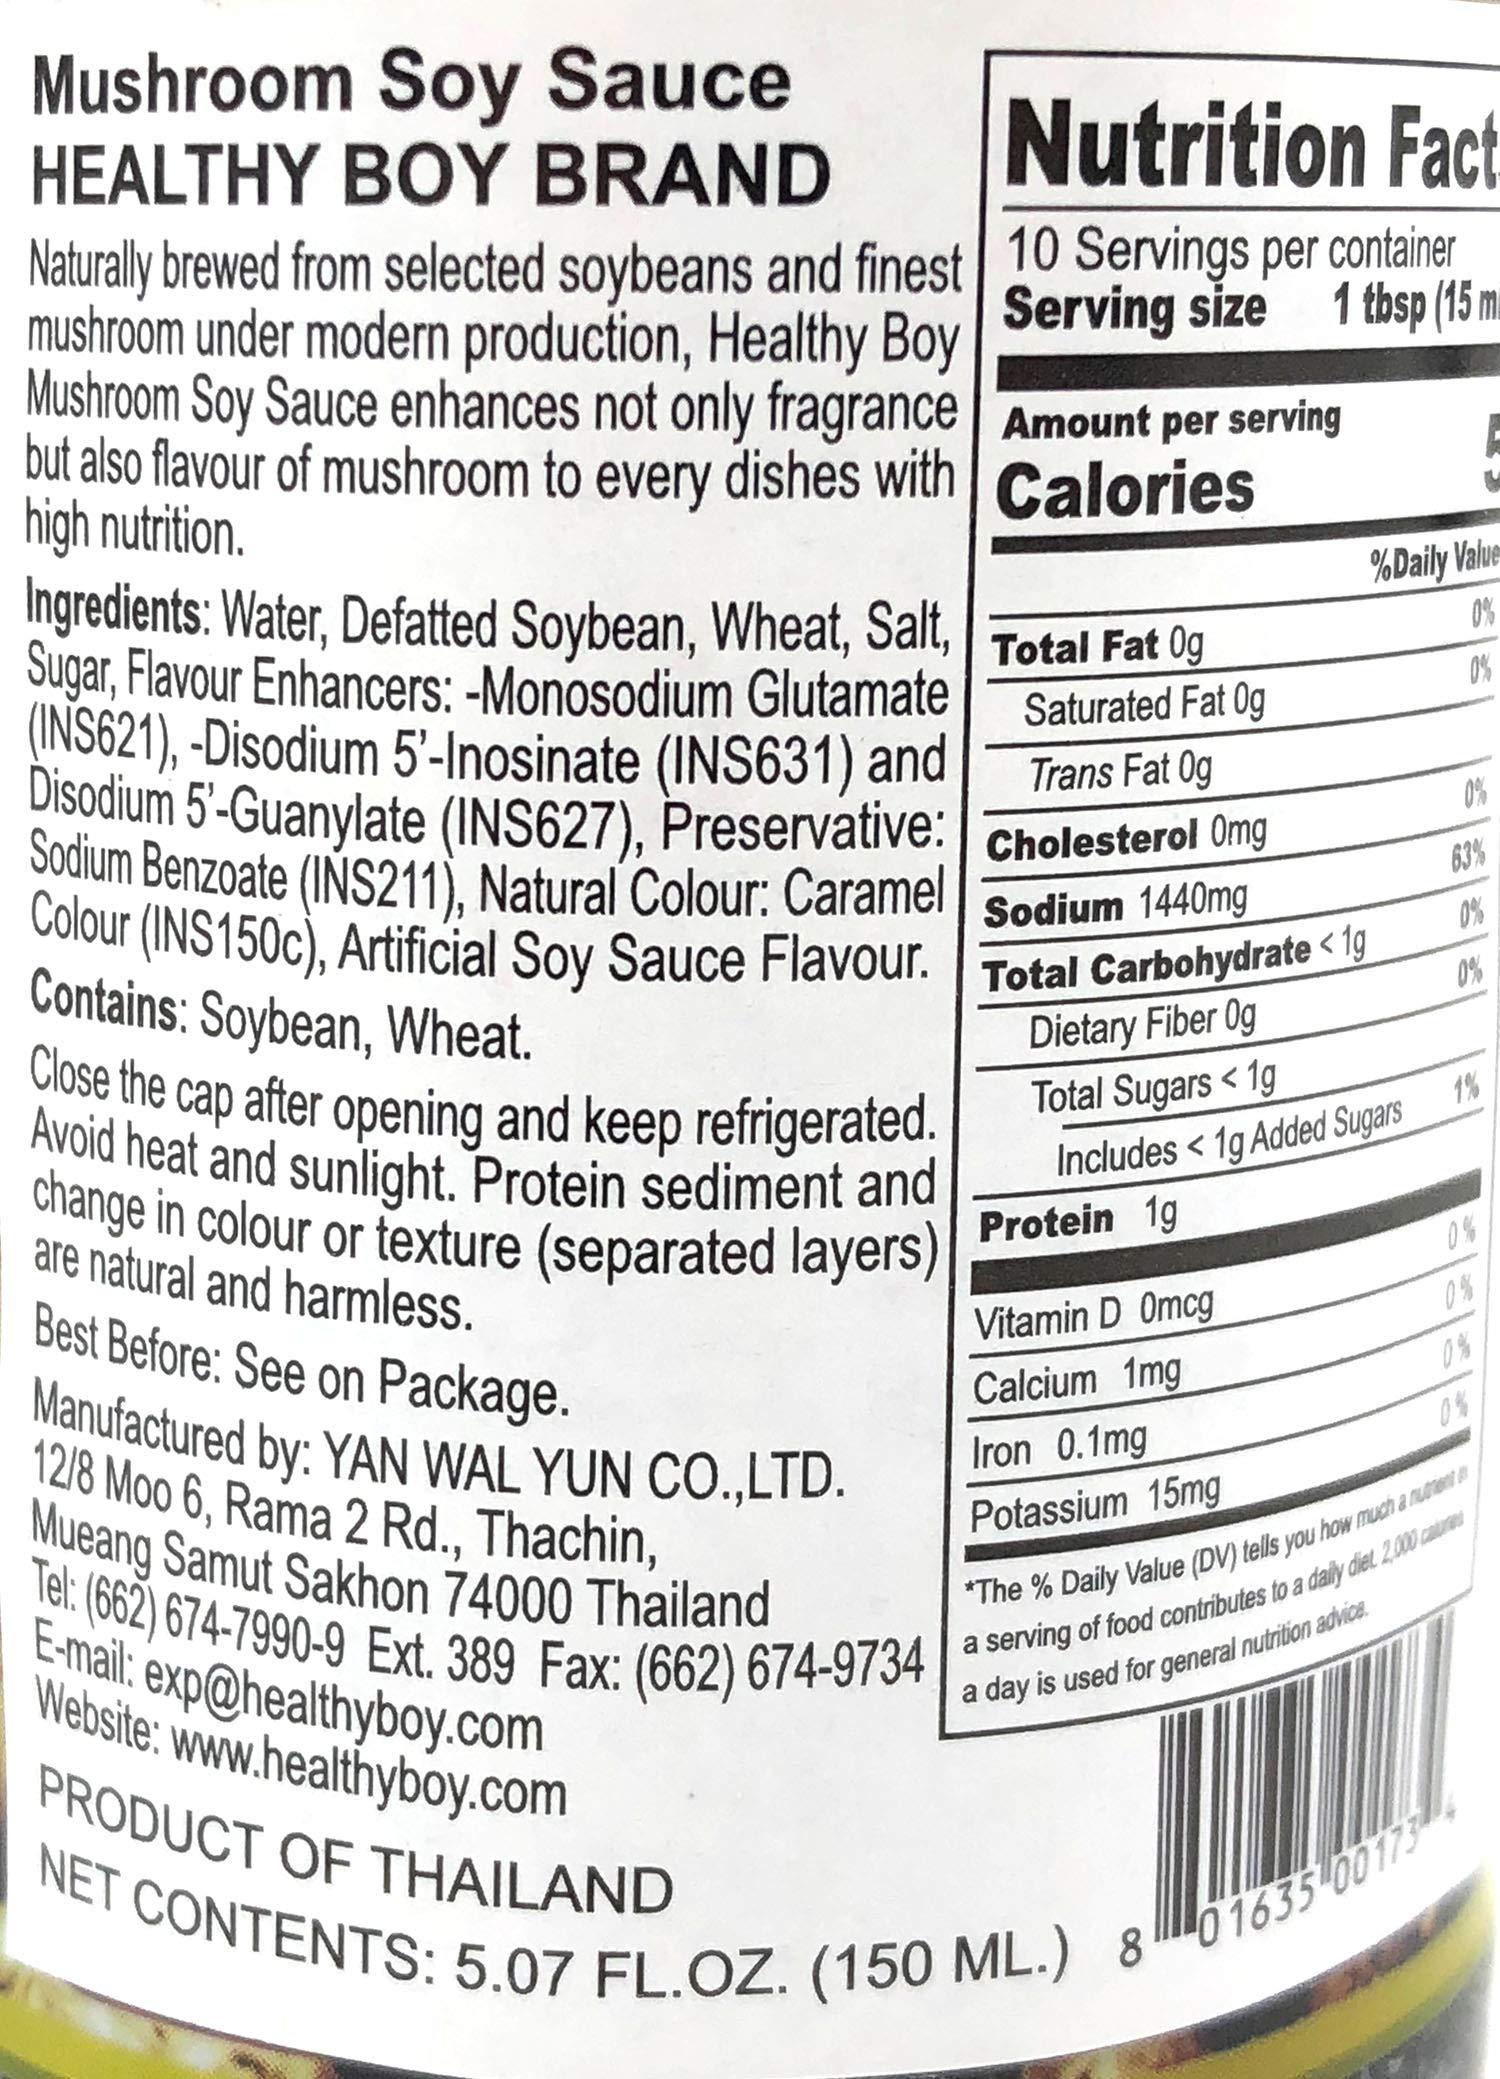 Mushroom Soy Sauce
HEALTHY BOY BRAND
Naturally brewed from selected soybeans and finest
mushroom under modern production, Healthy Boy
Mushroom Soy Sauce enhances not only fragrance
but also flavour of mushroom to every dishes with
high nutrition.
Ingredients: Water, Defatted Soybean, Wheat, Salt,
Sugar, Flavour Enhancers: -Monosodium Glutamate
(INS621), -Disodium 5'-Inosinate (INS631) and
Disodium 5'-Guanylate (INS627), Preservative:
Sodium Benzoate (INS211), Natural Colour: Caramel
Colour (INS150c), Artificial Soy Sauce Flavour.
Contains: Soybean, Wheat.
Close the cap after opening and keep refrigerated.
Avoid heat and sunlight. Protein sediment and
change in colour or texture (separated layers)
are natural and harmless.
Best Before: See on Package.
Manufactured by: YAN WAL YUN CO.,LTD.
12/8 Moo 6, Rama 2 Rd., Thachin,
Mueang Samut Sakhon 74000 Thailand
Tel: (662) 674-7990-9 Ext. 389 Fax: (662) 674-9734
E-mail: exp@healthyboy.com
Website: www.healthyboy.com
PRODUCT OF THAILAND
NET CONTENTS: 5.07 FL.OZ. (150 ML.)
Nutrition Fact
10 Servings per container
Serving size 1 tbsp (15 m
Amount per serving
Calories 5
%Daily Value
Total Fat 0g 0%
Saturated Fat 0g 0%
Trans Fat 0g
Cholesterol 0mg 0%
Sodium 1440mg 63%
Total Carbohydrate < 1g 0%
Dietary Fiber 0g 0%
Total Sugars < 1g
Includes < 1g Added Sugars 1%
Protein 1g
Vitamin D 0mcg 0%
Calcium 1mg 0%
Iron 0.1mg 0%
Potassium 15mg 0%
*The % Daily Value (DV) tells you how much a nutrient in
a serving of food contributes to a daily diet. 2,000 calories
a day is used for general nutrition advice.
8 01635 00173 4